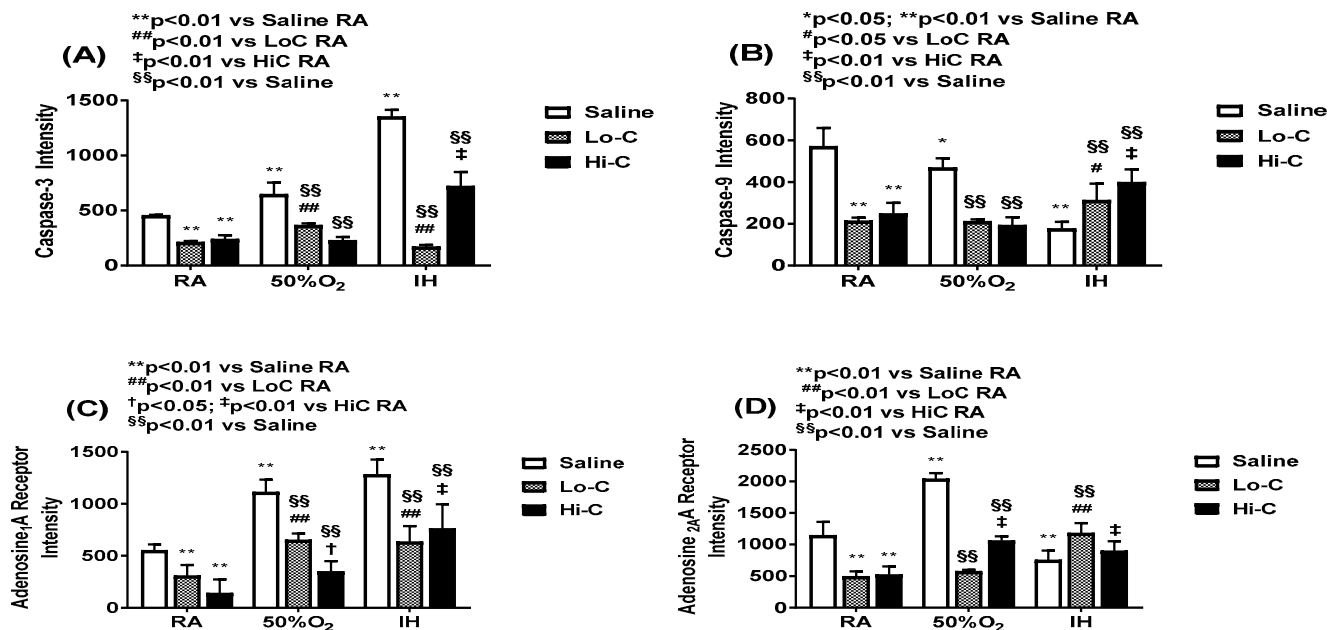 **p<0.01 vs Saline RA
##p<0.01 vs LoC RA
(A)
‡p<0.01 vs HiC RA
§§p<0.01 vs Saline
Caspase-3 Intensity
1500
1000
500
0
**
**
**
**
§§
##
§§
§§
##
§§
‡
RA
50%O2
IH
Saline
Lo-C
Hi-C
*p<0.05; **p<0.01 vs Saline RA
#p<0.05 vs LoC RA
(B)
‡p<0.01 vs HiC RA
§§p<0.01 vs Saline
Caspase-9 Intensity
800
600
400
200
0
**
**
*
§§
§§
**
§§
#
§§
‡
RA
50%O2
IH
Saline
Lo-C
Hi-C
**p<0.01 vs Saline RA
##p<0.01 vs LoC RA
(C)
†p<0.05; ‡p<0.01 vs HiC RA
§§p<0.01 vs Saline
Adenosine1A Receptor
Intensity
1500
1000
500
0
**
**
**
§§
##
§§
†
**
§§
##
§§
‡
RA
50%O2
IH
Saline
Lo-C
Hi-C
**p<0.01 vs Saline RA
##p<0.01 vs LoC RA
(D)
‡p<0.01 vs HiC RA
§§p<0.01 vs Saline
Adenosine 2AA Receptor
Intensity
2500
2000
1500
1000
500
0
**
**
**
§§
§§
‡
§§
##
‡
RA
50%O2
IH
Saline
Lo-C
Hi-C